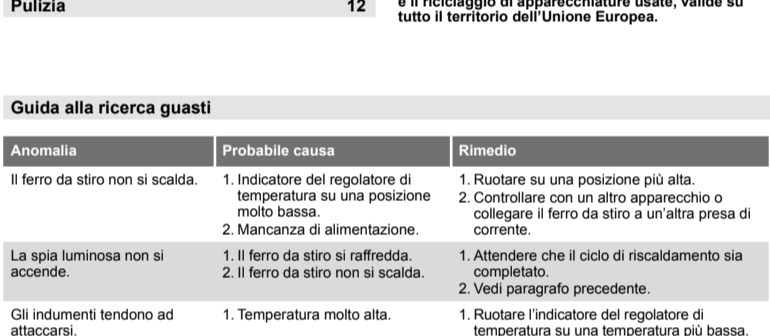 Pulizia 12
e il riciclaggio di apparecchiature usate, valide su
tutto il territorio dell'Unione Europea.
Guida alla ricerca guasti
Anomalia Probabile causa Rimedio
Il ferro da stiro non si scalda.
1. Indicatore del regolatore di
temperatura su una posizione
molto bassa.
2. Mancanza di alimentazione.
1. Ruotare su una posizione più alta.
2. Controllare con un altro apparecchio o
collegare il ferro da stiro a un'altra presa di
corrente.
La spia luminosa non si
accende.
1. Il ferro da stiro si raffredda.
2. Il ferro da stiro non si scalda.
1. Attendere che il ciclo di riscaldamento sia
completato.
2. Vedi paragrafo precedente.
Gli indumenti tendono ad
attaccarsi.
1. Temperatura molto alta.
1. Ruotare l'indicatore del regolatore di
temperatura su una temperatura più bassa.